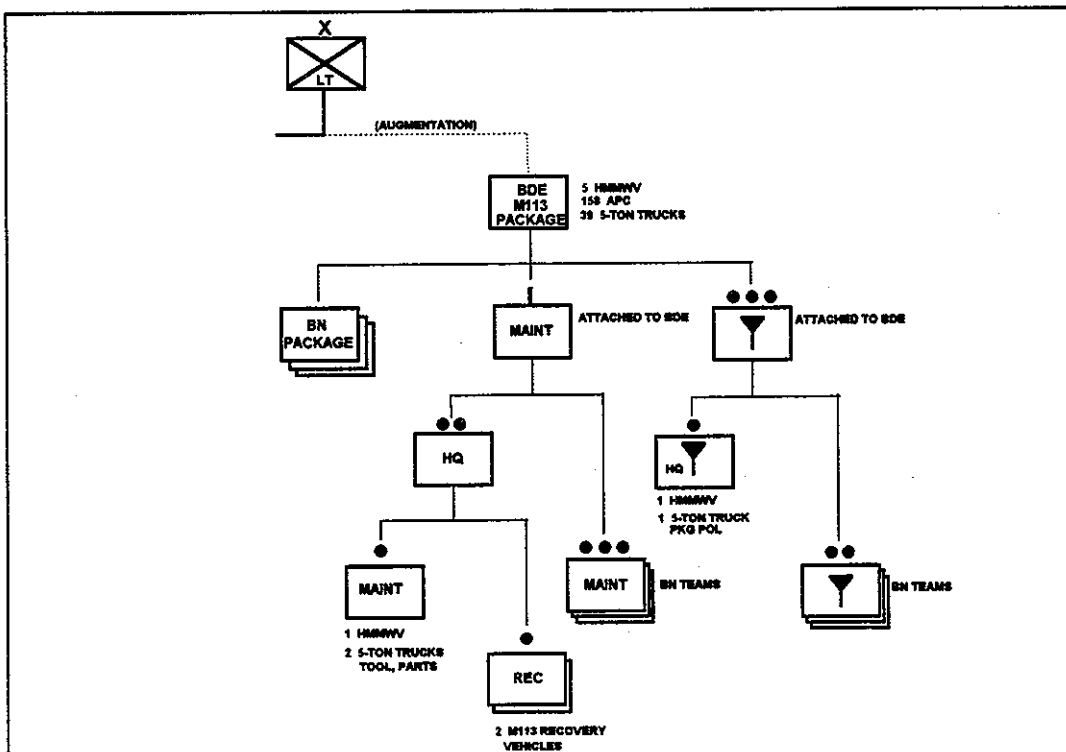 X
LT
(AUGMENTATION)
BDE
M113
PACKAGE
5 HMMWV
158 APC
39 5-TON TRUCKS
BN
PACKAGE
MAINT
ATTACHED TO BDE
ATTACHED TO BDE
HQ
HQ
1 HMMWV
1 5-TON TRUCK
PKG POL
MAINT
1 HMMWV
2 5-TON TRUCKS
TOOL, PARTS
MAINT
BN TEAMS
BN TEAMS
REC
2 M113 RECOVERY
VEHICLES